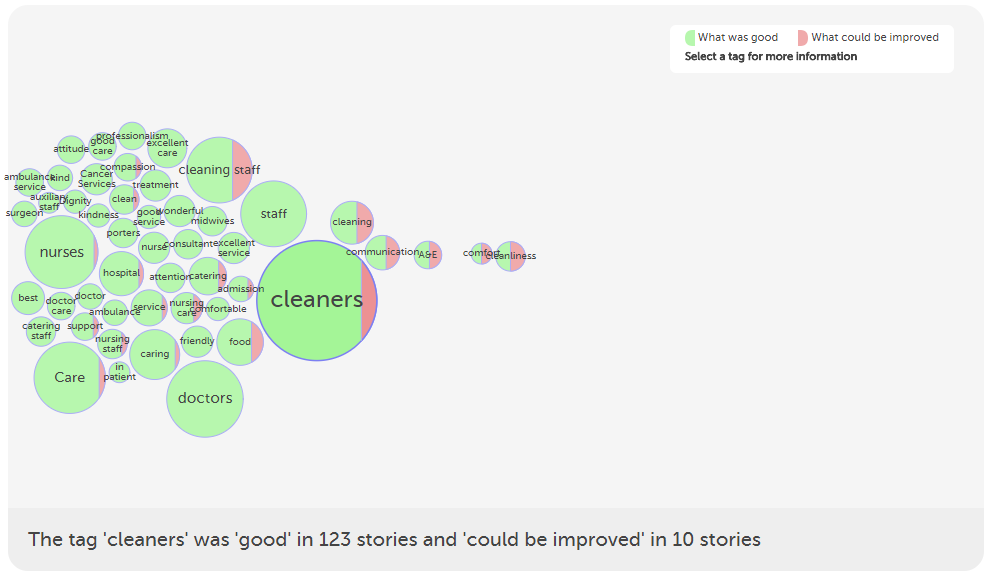 What was good
What could be improved
Select a tag for more information
professionalism
attitude
good
care
excellent
care
compassion
cleaning staff
ambulance
service
kind
Cancer
Services
treatment
auxiliary
staff
Dignity
clean
surgeon
kindness
good
service
wonderful
midwives
staff
cleaning
porters
nurses
nurse
consultant
excellent
service
communication
A&E
comfort
cleanliness
hospital
attention
catering
admission
best
doctor
care
doctor
ambulance
service
nursing
care
comfortable
cleaners
catering
staff
support
nursing
staff
caring
friendly
food
in
patient
Care
doctors
The tag 'cleaners' was 'good' in 123 stories and 'could be improved' in 10 stories